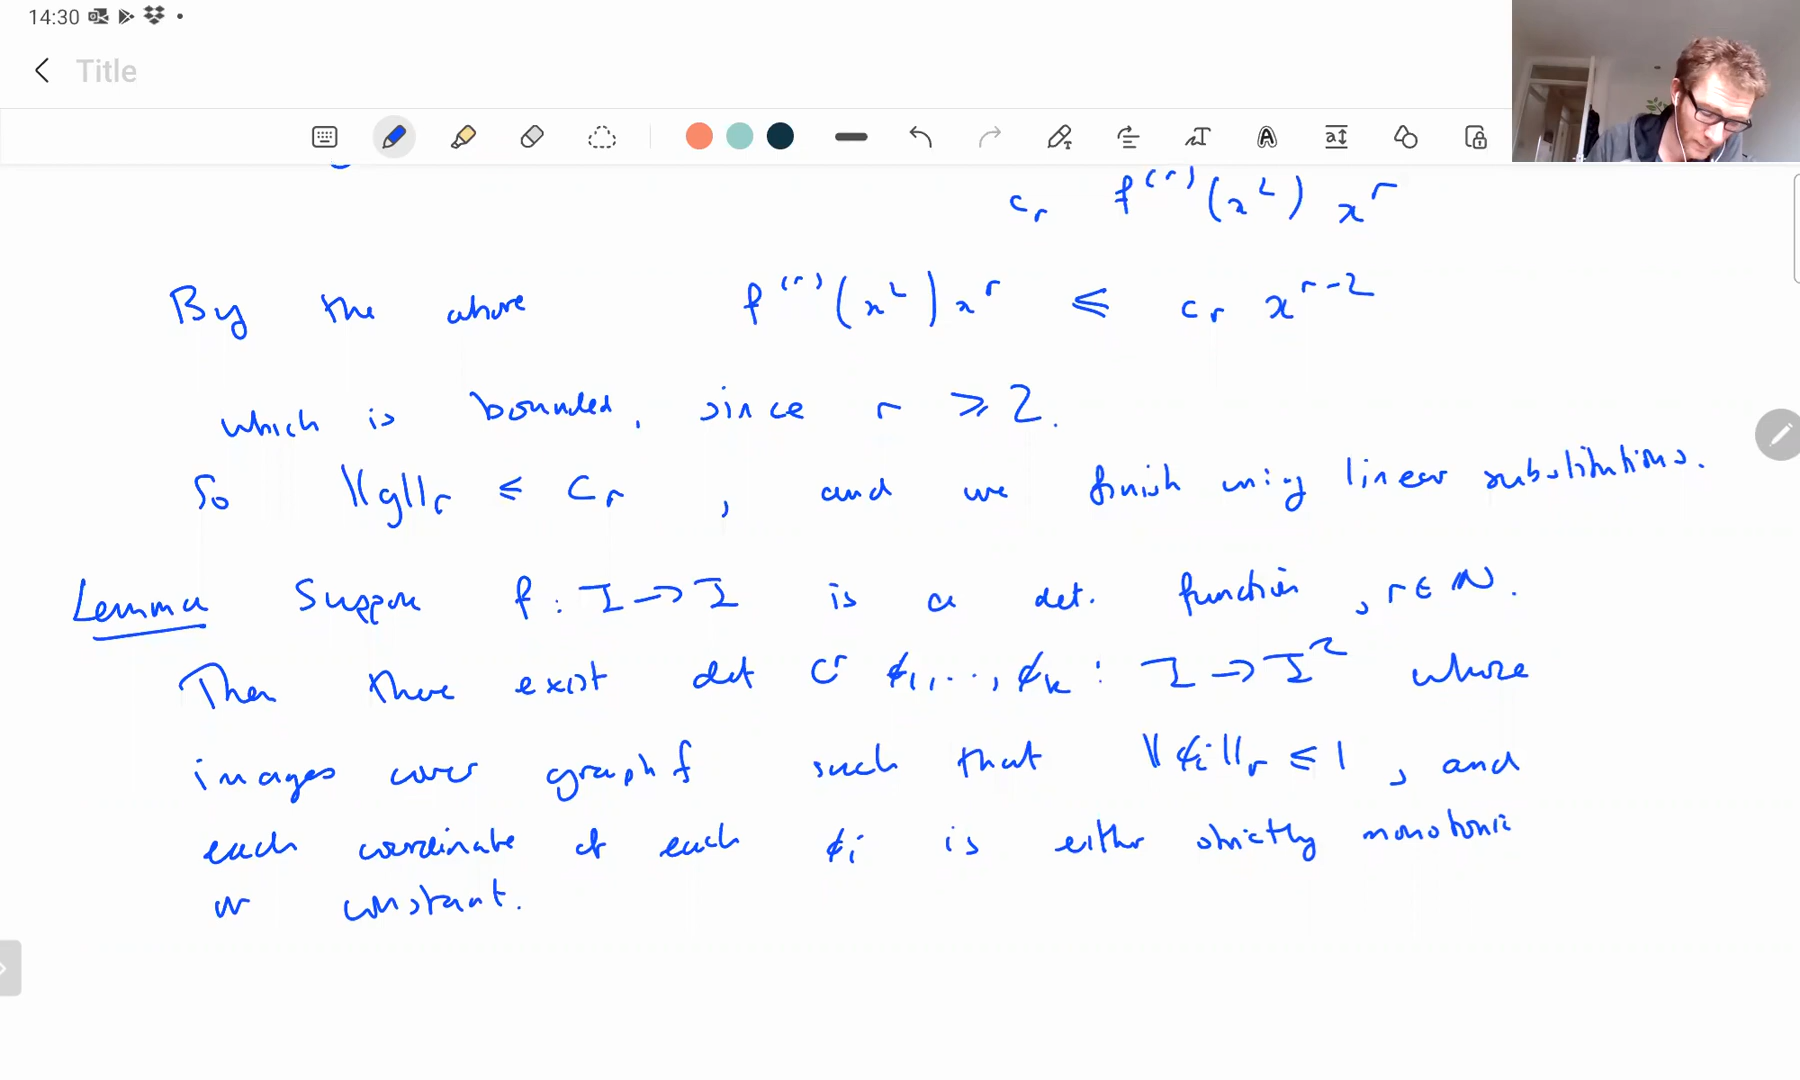 14:30
Title
c_r f^(r)(x^2) x^r
By the above f^(r)(x^2) x^r ≤ c_r x^{r-2}
which is bounded, since r ≥ 2.
So ||g||_r ≤ C_r, and we finish using linear substitutions.
Lemma Suppose f: I → I is a def. function, r ∈ ℕ.
Then there exist def C^r φ_1, ..., φ_k : I → I^2 whose
images cover graph f such that ||φ_i||_r ≤ 1, and
each coordinate of each φ_i is either strictly monotonic
or constant.